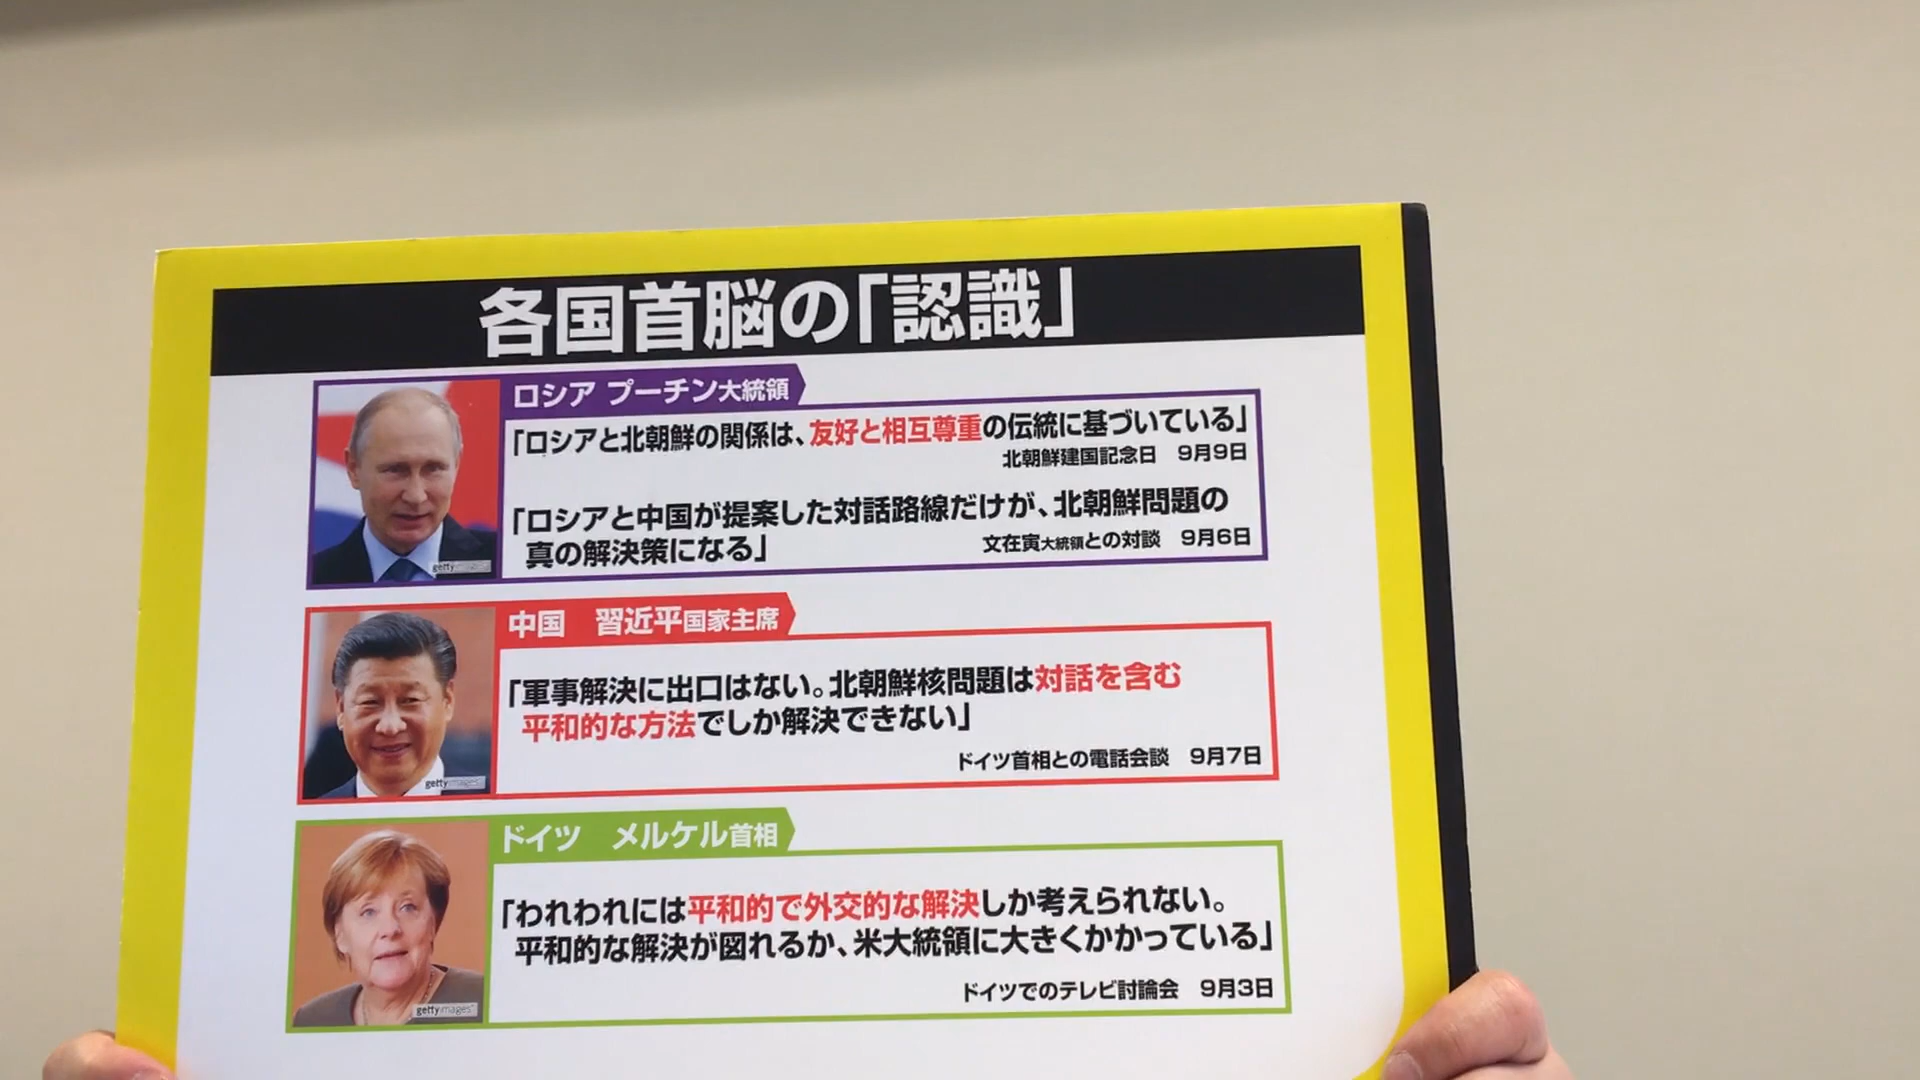 各国首脳の「認識」
ロシア プーチン大統領
「ロシアと北朝鮮の関係は、友好と相互尊重の伝統に基づいている」
北朝鮮建国記念日 9月9日
「ロシアと中国が提案した対話路線だけが、北朝鮮問題の
真の解決策になる」
文在寅大統領との対談 9月6日
gettyimages
中国 習近平国家主席
「軍事解決に出口はない。北朝鮮核問題は対話を含む
平和的な方法でしか解決できない」
ドイツ首相との電話会談 9月7日
gettyimages
ドイツ メルケル首相
「われわれには平和的で外交的な解決しか考えられない。
平和的な解決が図れるか、米大統領に大きくかかっている」
ドイツでのテレビ討論会 9月3日
gettyimages